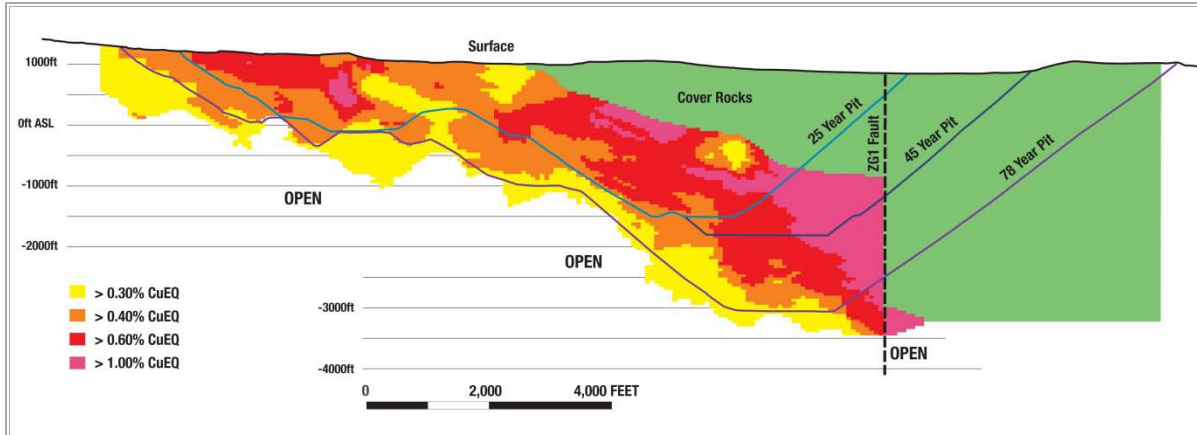 Surface
1000ft
Cover Rocks
0ft ASL
25 Year Pit
ZG1 Fault
45 Year Pit
78 Year Pit
-1000ft
OPEN
-2000ft
OPEN
> 0.30% CuEQ
> 0.40% CuEQ
> 0.60% CuEQ
> 1.00% CuEQ
-3000ft
OPEN
-4000ft
0 2,000 4,000 FEET